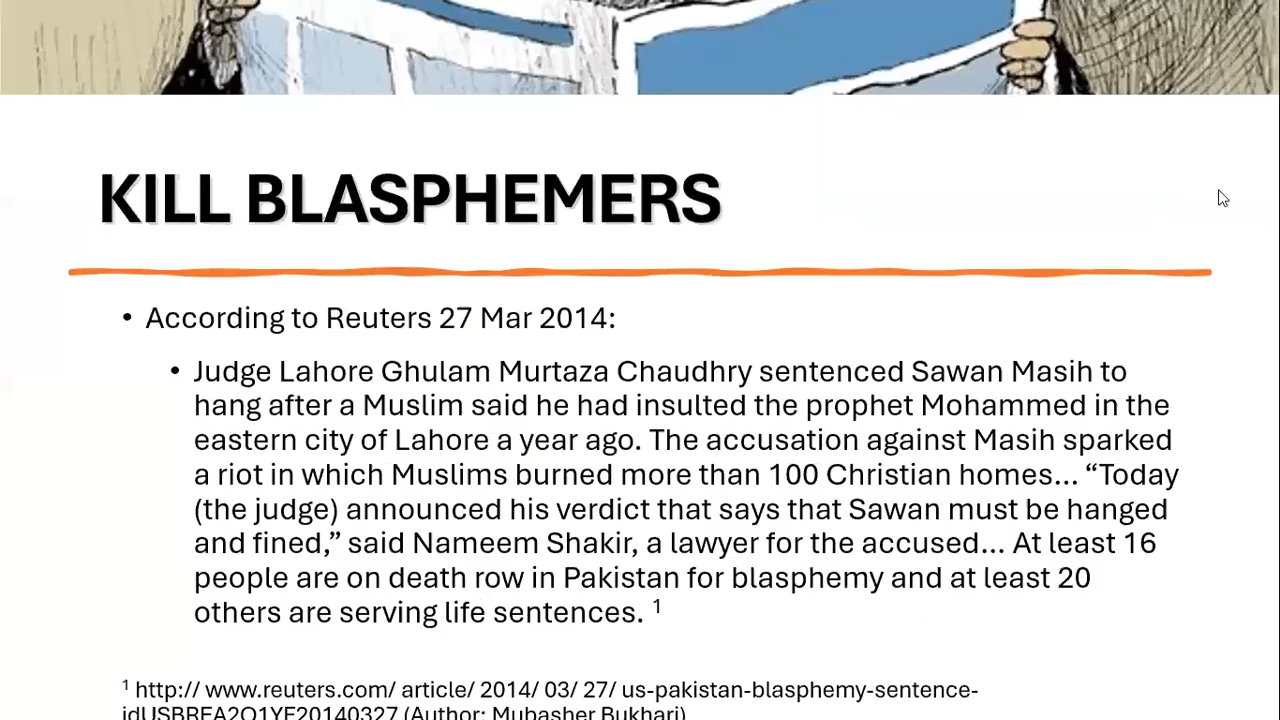 KILL BLASPHEMERS
• According to Reuters 27 Mar 2014:
• Judge Lahore Ghulam Murtaza Chaudhry sentenced Sawan Masih to
hang after a Muslim said he had insulted the prophet Mohammed in the
eastern city of Lahore a year ago. The accusation against Masih sparked
a riot in which Muslims burned more than 100 Christian homes... “Today
(the judge) announced his verdict that says that Sawan must be hanged
and fined,” said Nameem Shakir, a lawyer for the accused... At least 16
people are on death row in Pakistan for blasphemy and at least 20
others are serving life sentences. ¹
¹ http:// www.reuters.com/ article/ 2014/ 03/ 27/ us-pakistan-blasphemy-sentence-
idUSBREA2Q1YF20140327 (Author: Mubasher Bukhari)